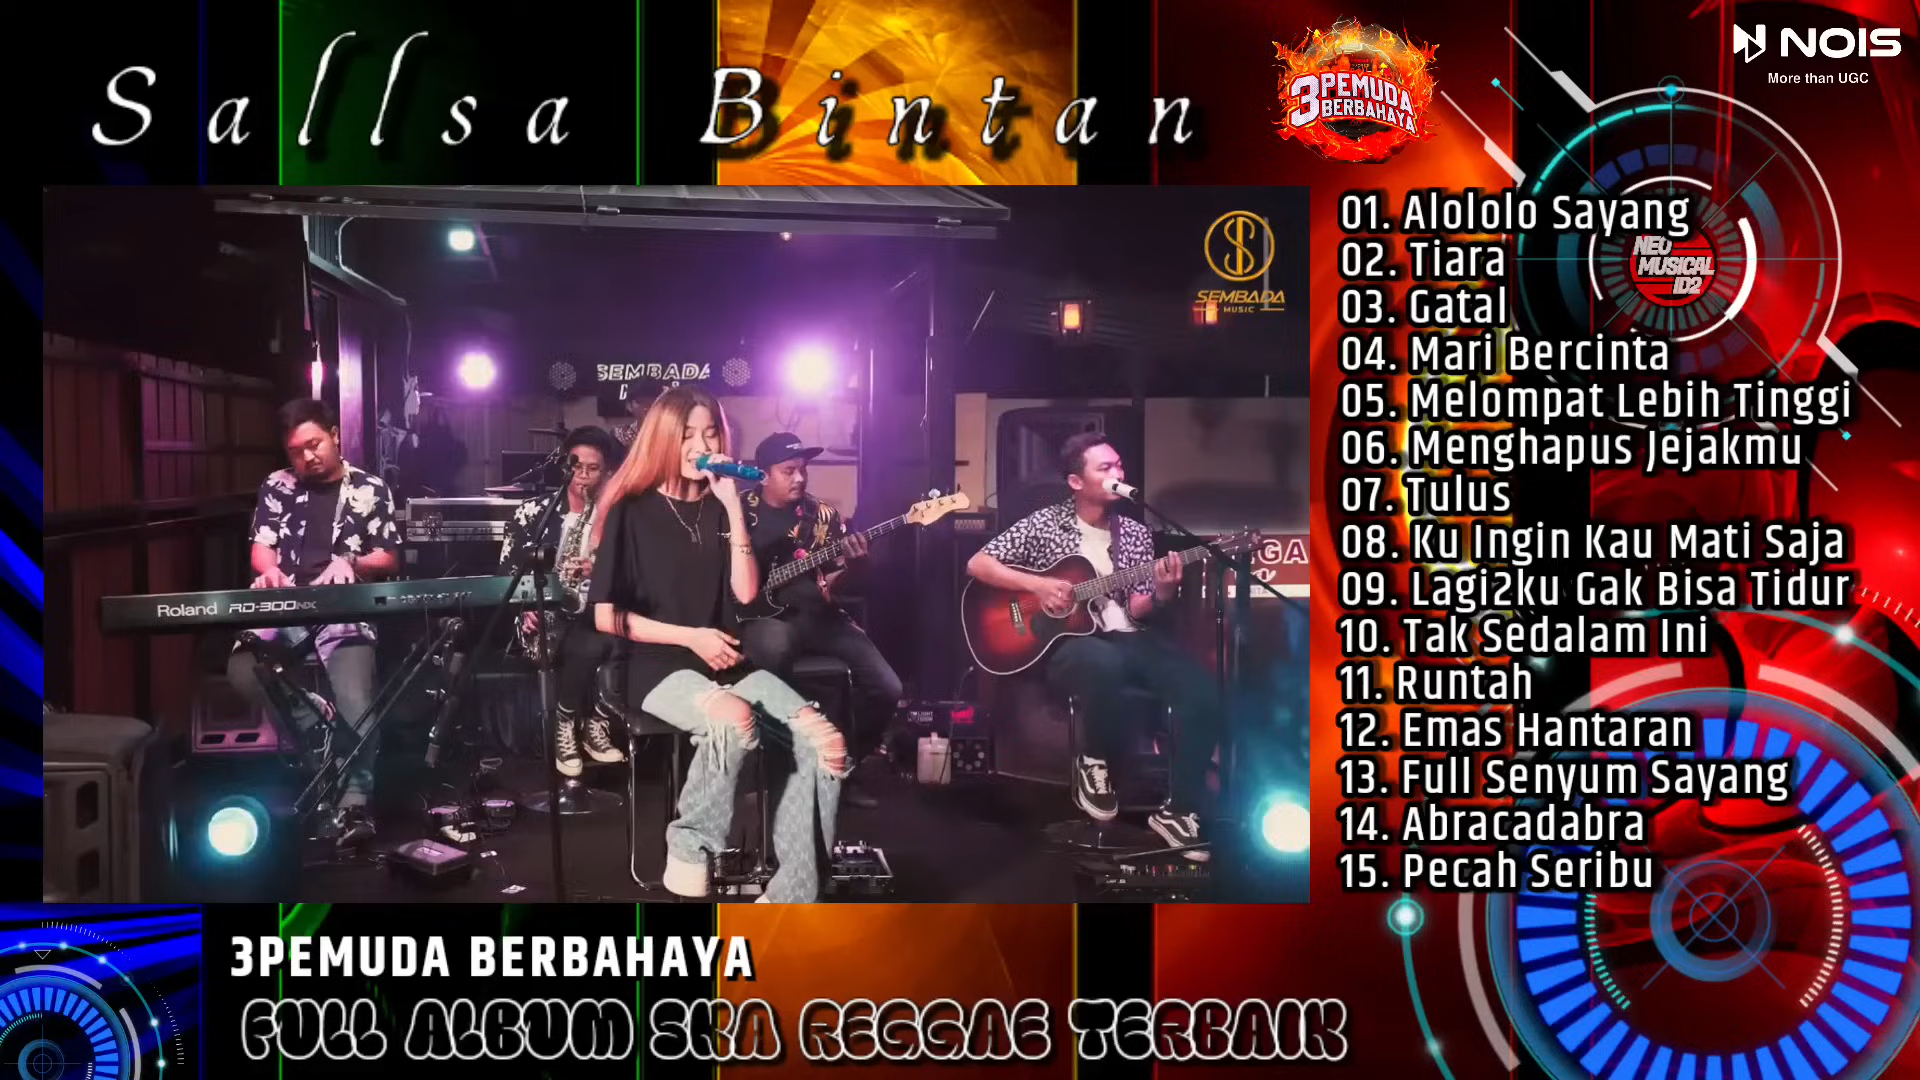 Sallsa Bintan
3PEMUDA
BERBAHAYA
NOIS
More than UGC
SEMBADA
MUSIC
SEMBADA
NEO
MUSICAL
ID2
01. Alololo Sayang
02. Tiara
03. Gatal
04. Mari Bercinta
05. Melompat Lebih Tinggi
06. Menghapus Jejakmu
07. Tulus
08. Ku Ingin Kau Mati Saja
09. Lagi2ku Gak Bisa Tidur
10. Tak Sedalam Ini
11. Runtah
12. Emas Hantaran
13. Full Senyum Sayang
14. Abracadabra
15. Pecah Seribu
Roland RD-300NX
3PEMUDA BERBAHAYA
FULL ALBUM SKA REGGAE TERBAIK